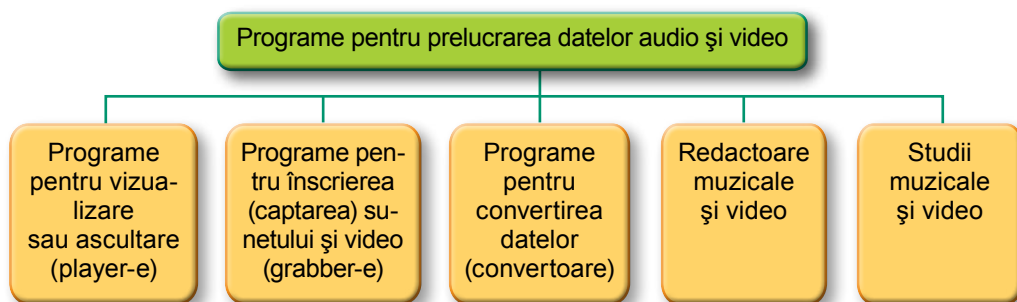 Programe pentru prelucrarea datelor audio şi video
Programe
pentru vizua-
lizare
sau ascultare
(player-e)
Programe pen-
tru înscrierea
(captarea) su-
netului şi video
(grabber-e)
Programe
pentru
convertirea
datelor
(convertoare)
Redactoare
muzicale
şi video
Studii
muzicale
şi video